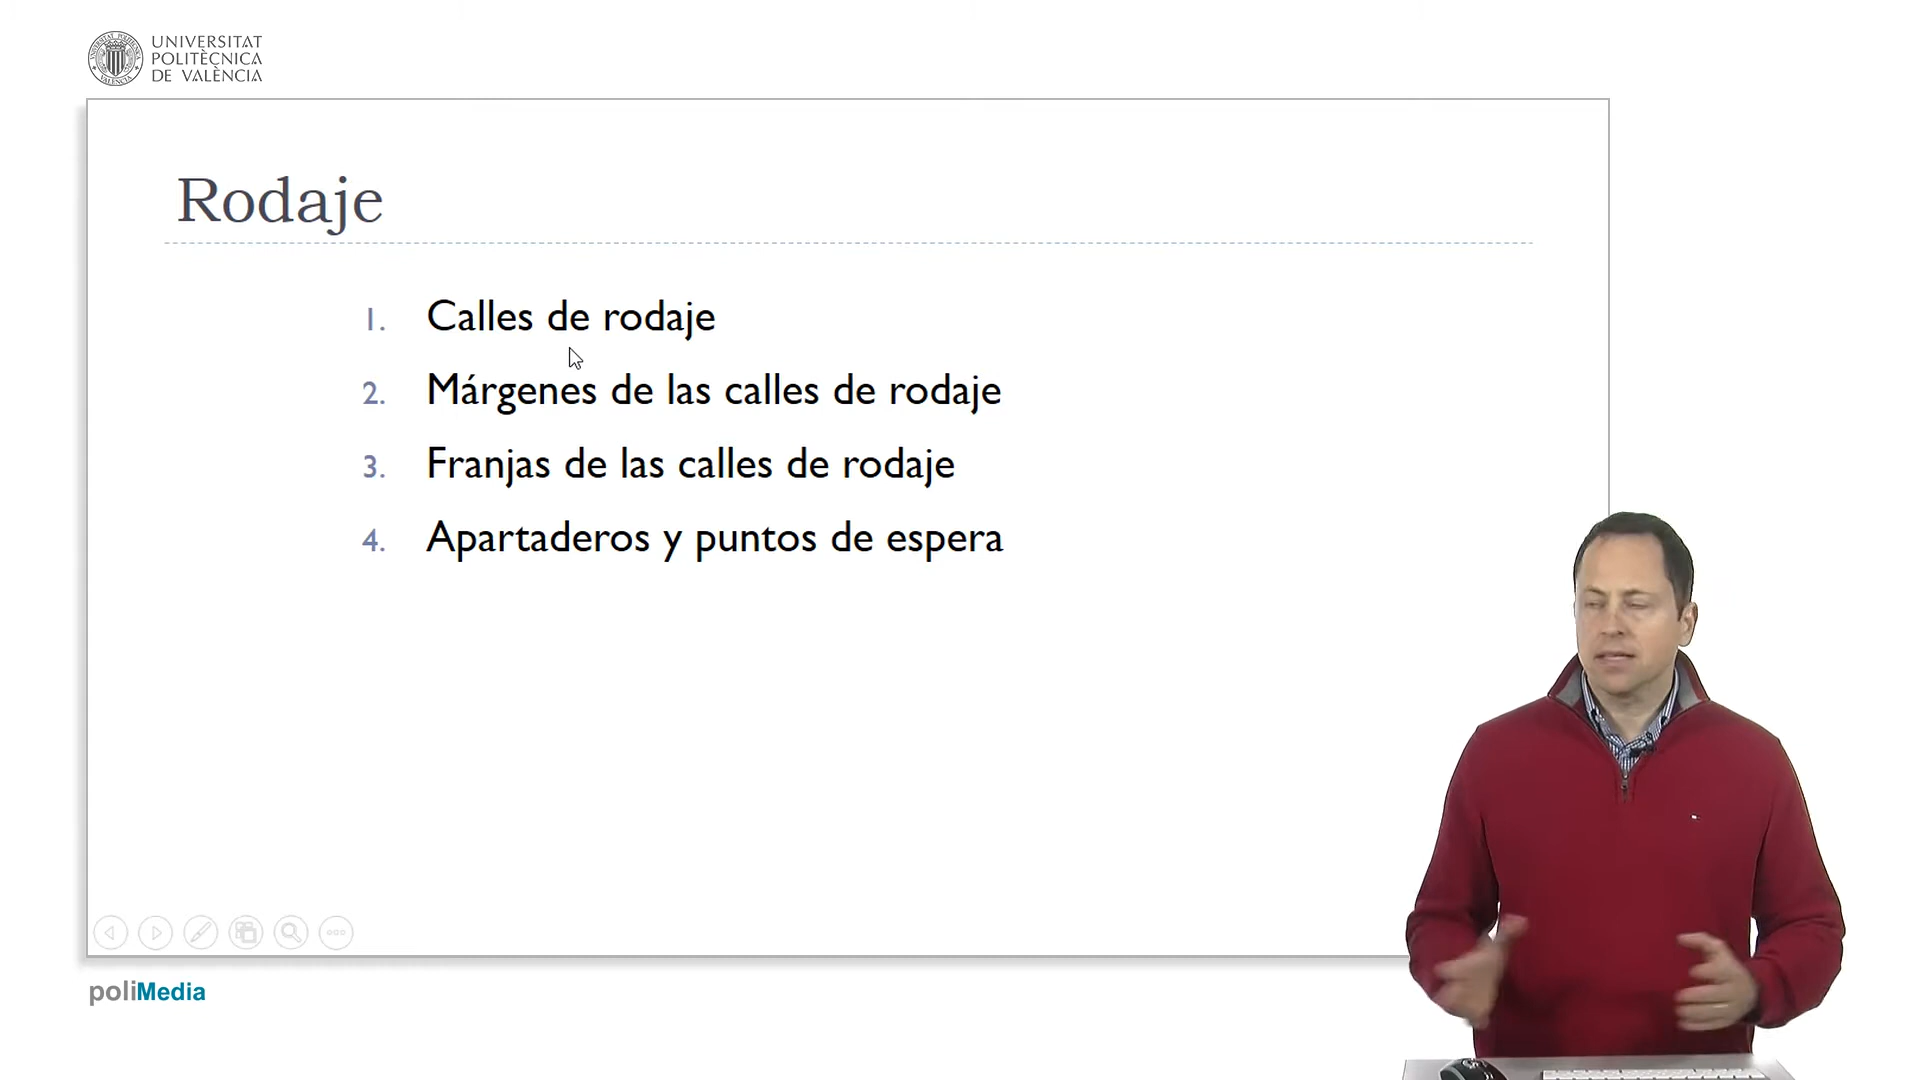 UNIVERSITAT
POLITÈCNICA
DE VALÈNCIA
Rodaje
1. Calles de rodaje
2. Márgenes de las calles de rodaje
3. Franjas de las calles de rodaje
4. Apartaderos y puntos de espera
poliMedia